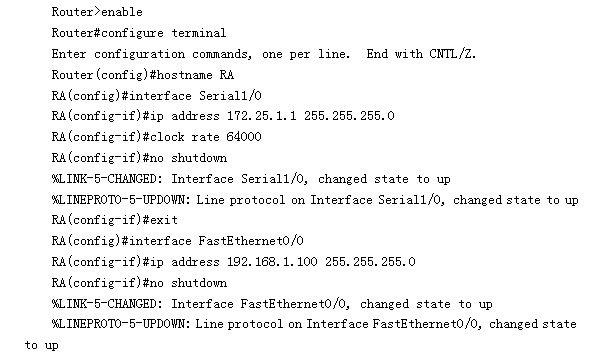 Router>enable
Router#configure terminal
Enter configuration commands, one per line.  End with CNTL/Z.
Router(config)#hostname RA
RA(config)#interface Serial1/0
RA(config-if)#ip address 172.25.1.1 255.255.255.0
RA(config-if)#clock rate 64000
RA(config-if)#no shutdown
%LINK-5-CHANGED: Interface Serial1/0, changed state to up
%LINEPROTO-5-UPDOWN: Line protocol on Interface Serial1/0, changed state to up
RA(config-if)#exit
RA(config)#interface FastEthernet0/0
RA(config-if)#ip address 192.168.1.100 255.255.255.0
RA(config-if)#no shutdown
%LINK-5-CHANGED: Interface FastEthernet0/0, changed state to up
%LINEPROTO-5-UPDOWN: Line protocol on Interface FastEthernet0/0, changed state
to up